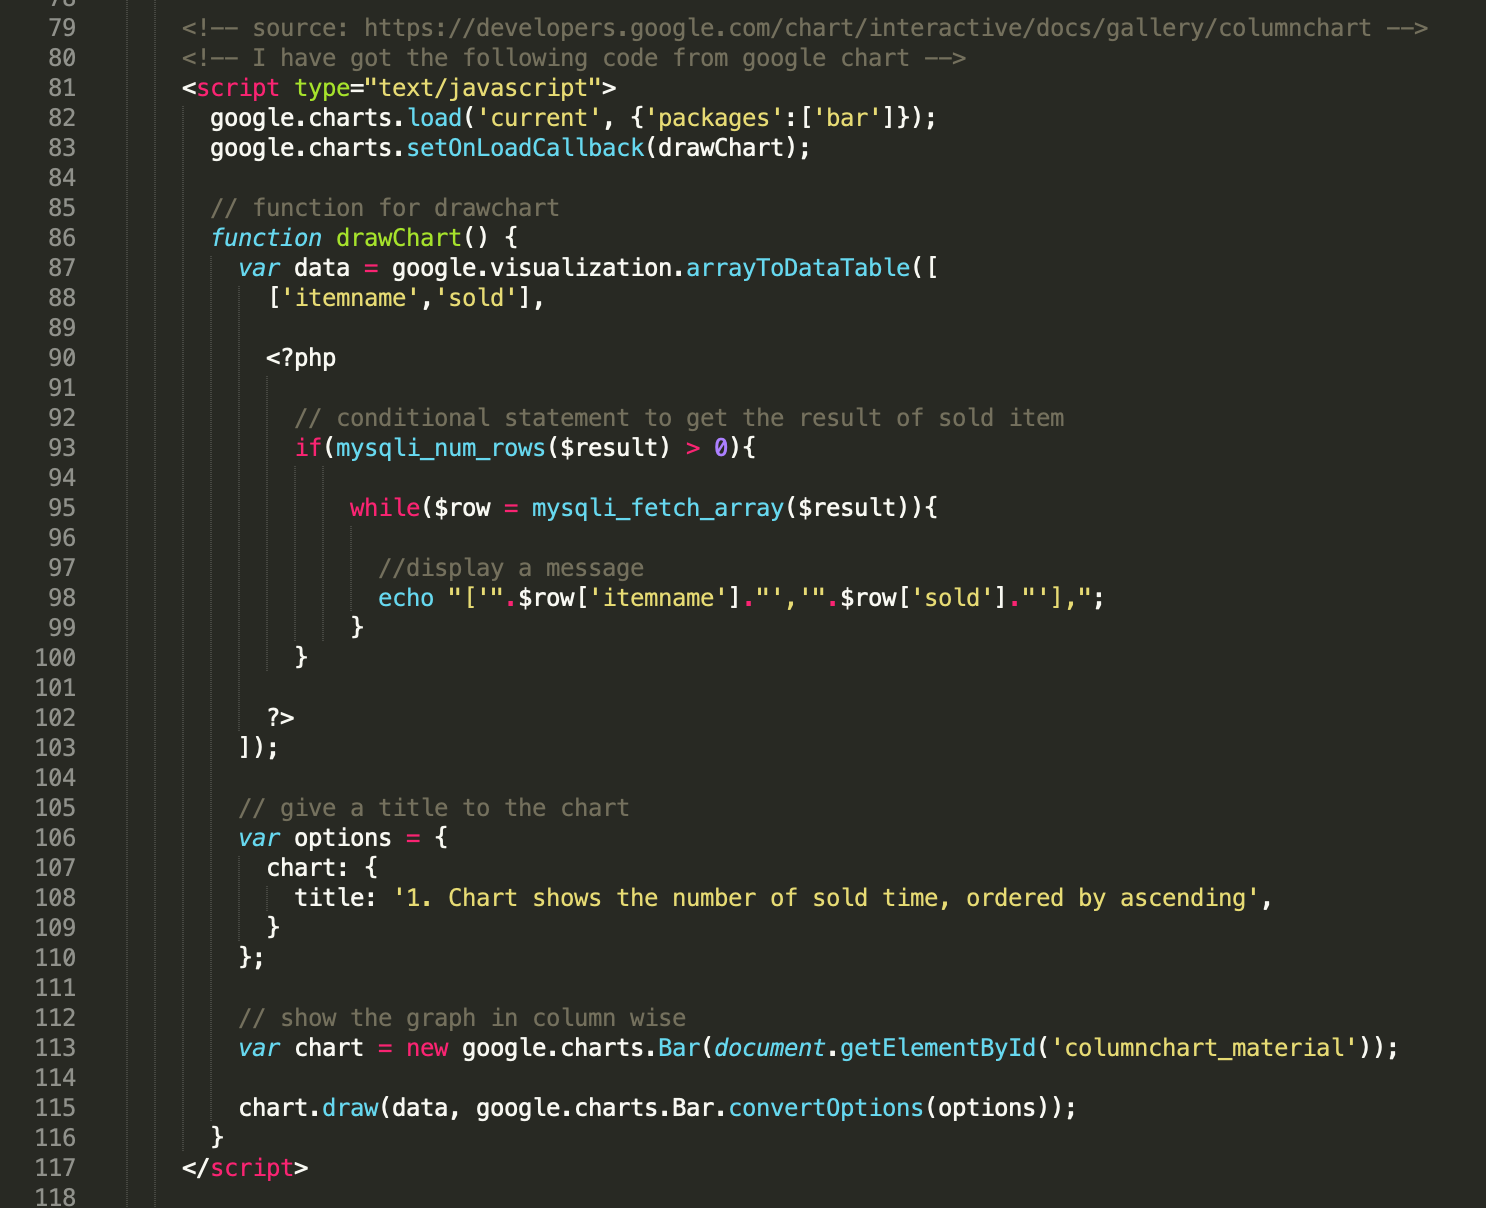 79 <!-- source: https://developers.google.com/chart/interactive/docs/gallery/columnchart -->
80 <!-- I have got the following code from google chart -->
81 <script type="text/javascript">
82 google.charts.load('current', {'packages':['bar']});
83 google.charts.setOnLoadCallback(drawChart);
84
85 // function for drawchart
86 function drawChart() {
87 var data = google.visualization.arrayToDataTable([
88 ['itemname','sold'],
89
90 <?php
91
92 // conditional statement to get the result of sold item
93 if(mysqli_num_rows($result) > 0){
94
95 while($row = mysqli_fetch_array($result)){
96
97 //display a message
98 echo "['".$row['itemname']."','".$row['sold']."'],";
99 }
100 }
101
102 ?>
103 ]);
104
105 // give a title to the chart
106 var options = {
107 chart: {
108 title: '1. Chart shows the number of sold time, ordered by ascending',
109 }
110 };
111
112 // show the graph in column wise
113 var chart = new google.charts.Bar(document.getElementById('columnchart_material'));
114
115 chart.draw(data, google.charts.Bar.convertOptions(options));
116 }
117 </script>
118